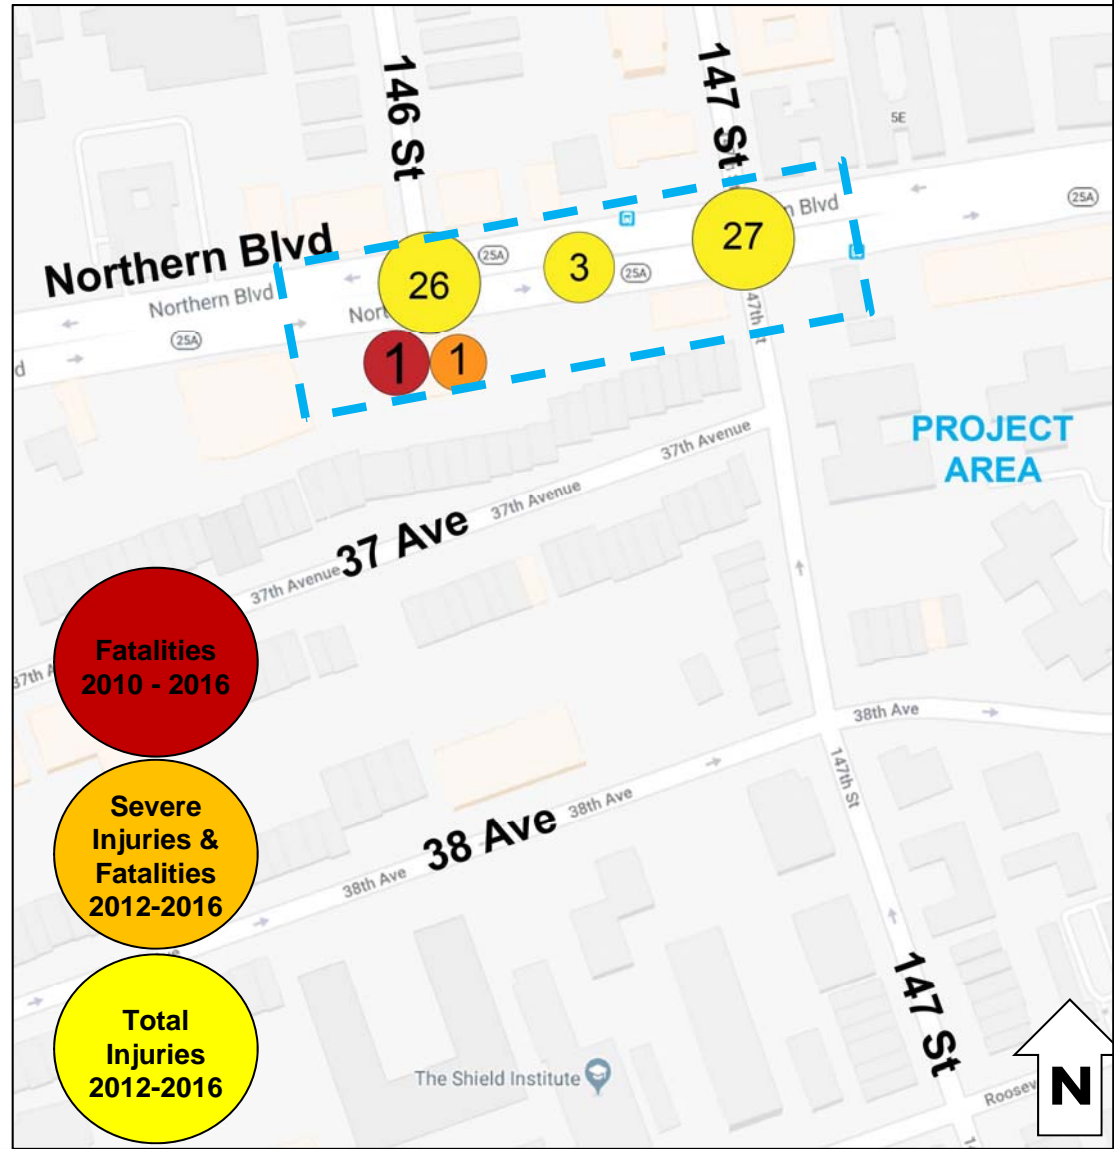 146 St
147 St
5E
25A
n Blvd
Northern Blvd
27
25A
3
25A
26
Northern Blvd
Nort
47th St
25A
d
1
1
PROJECT
AREA
37th Avenue
37th Avenue
37 Ave
37th Avenue
Fatalities
2010 - 2016
37th A
38th Ave
147th St
Severe
Injuries &
Fatalities
2012-2016
38th Ave
38 Ave
38th Ave
147 St
Total
Injuries
2012-2016
The Shield Institute
Roosev
N
14